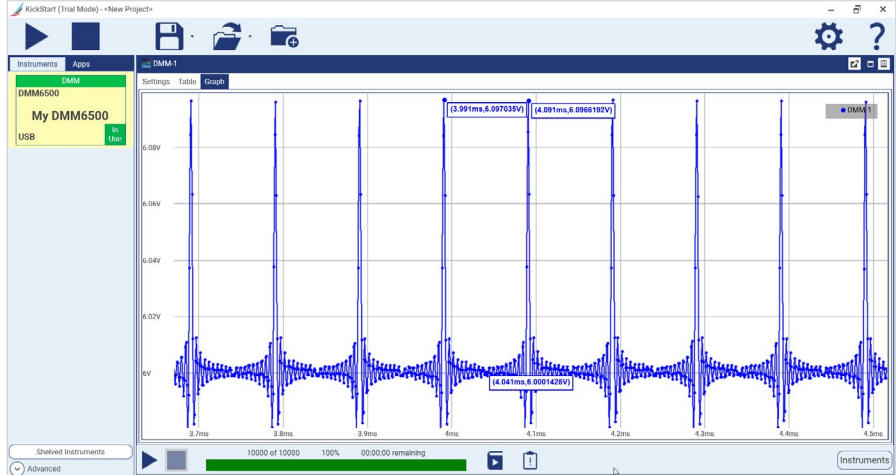 KickStart (Trial Mode) - <New Project>
Instruments Apps
DMM
DMM6500
My DMM6500
USB
In
Use
DMM-1
Settings Table Graph
(3.991ms,6.097035V) (4.091ms,6.0966192V)
DMM-1
6.08V
6.06V
6.04V
6.02V
6V
(4.041ms,6.0001426V)
3.7ms 3.8ms 3.9ms 4ms 4.1ms 4.2ms 4.3ms 4.4ms 4.5ms
Shelved Instruments
Advanced
10000 of 10000 100% 00:00:00 remaining
Instruments